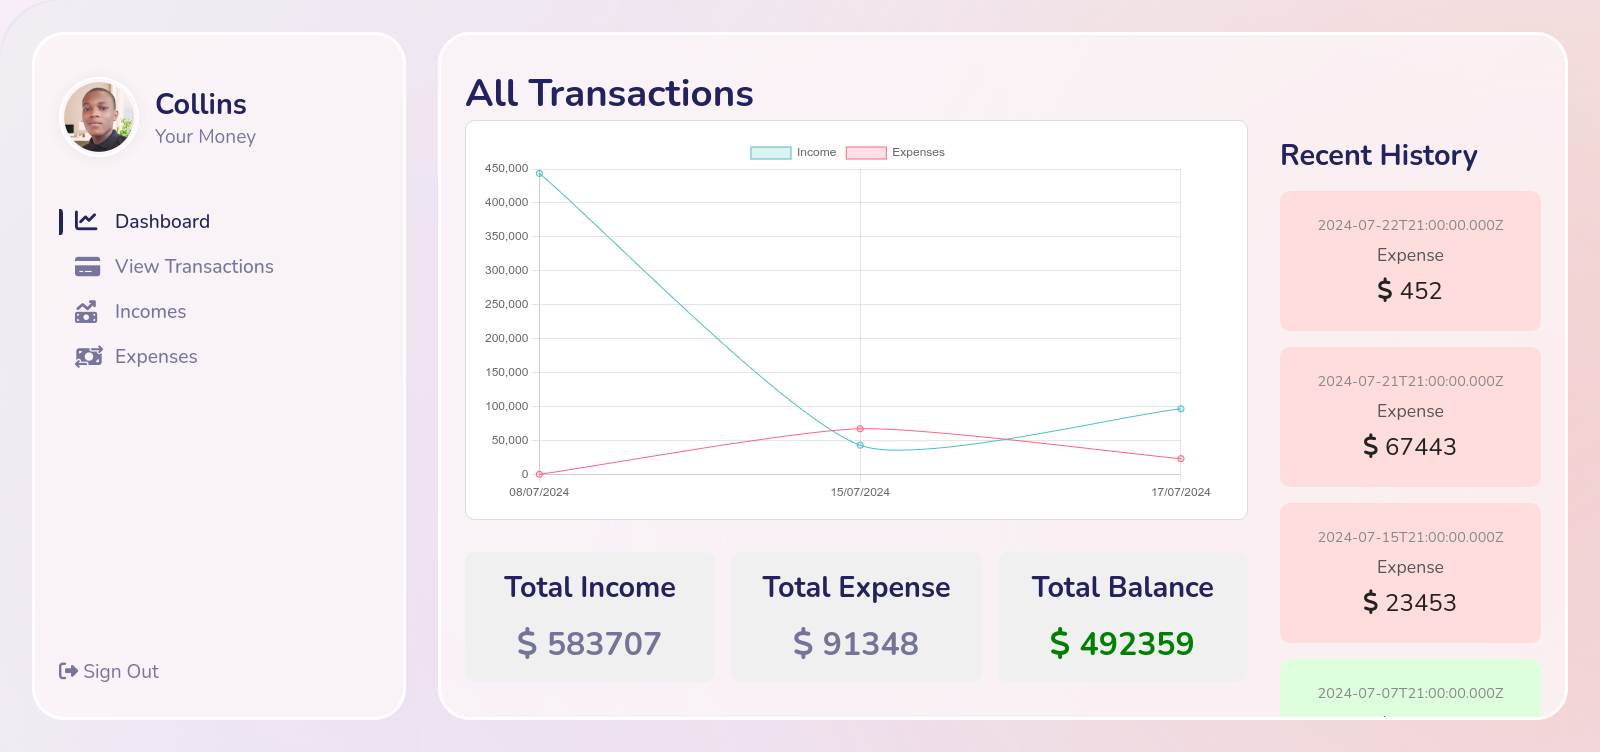 Collins
Your Money
Dashboard
View Transactions
Incomes
Expenses
Sign Out
All Transactions
Income
Expenses
450,000
400,000
350,000
300,000
250,000
200,000
150,000
100,000
50,000
0
08/07/2024
15/07/2024
17/07/2024
Total Income
$ 583707
Total Expense
$ 91348
Total Balance
$ 492359
Recent History
2024-07-22T21:00:00.000Z
Expense
$ 452
2024-07-21T21:00:00.000Z
Expense
$ 67443
2024-07-15T21:00:00.000Z
Expense
$ 23453
2024-07-07T21:00:00.000Z